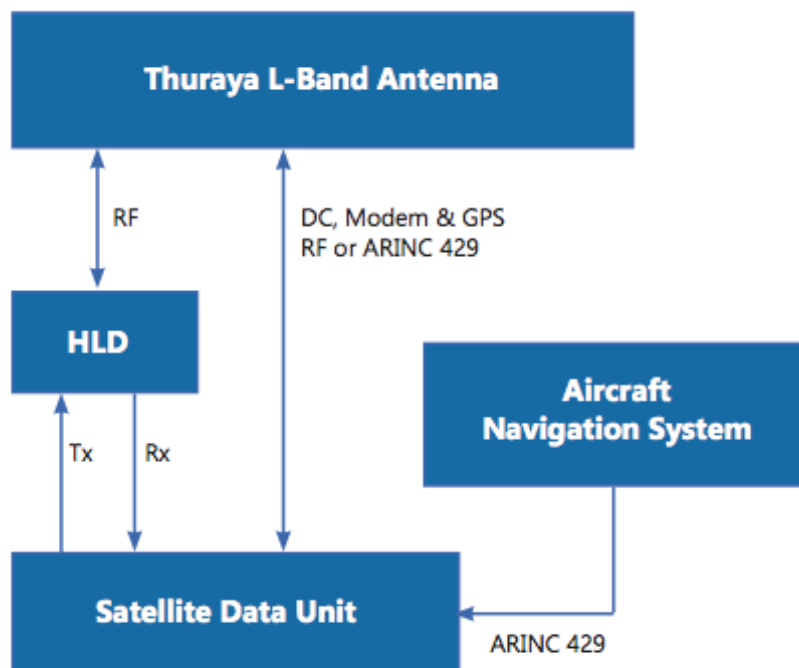 Thuraya L-Band Antenna
RF
DC, Modem & GPS
RF or ARINC 429
HLD
Aircraft
Navigation System
Tx
Rx
Satellite Data Unit
ARINC 429